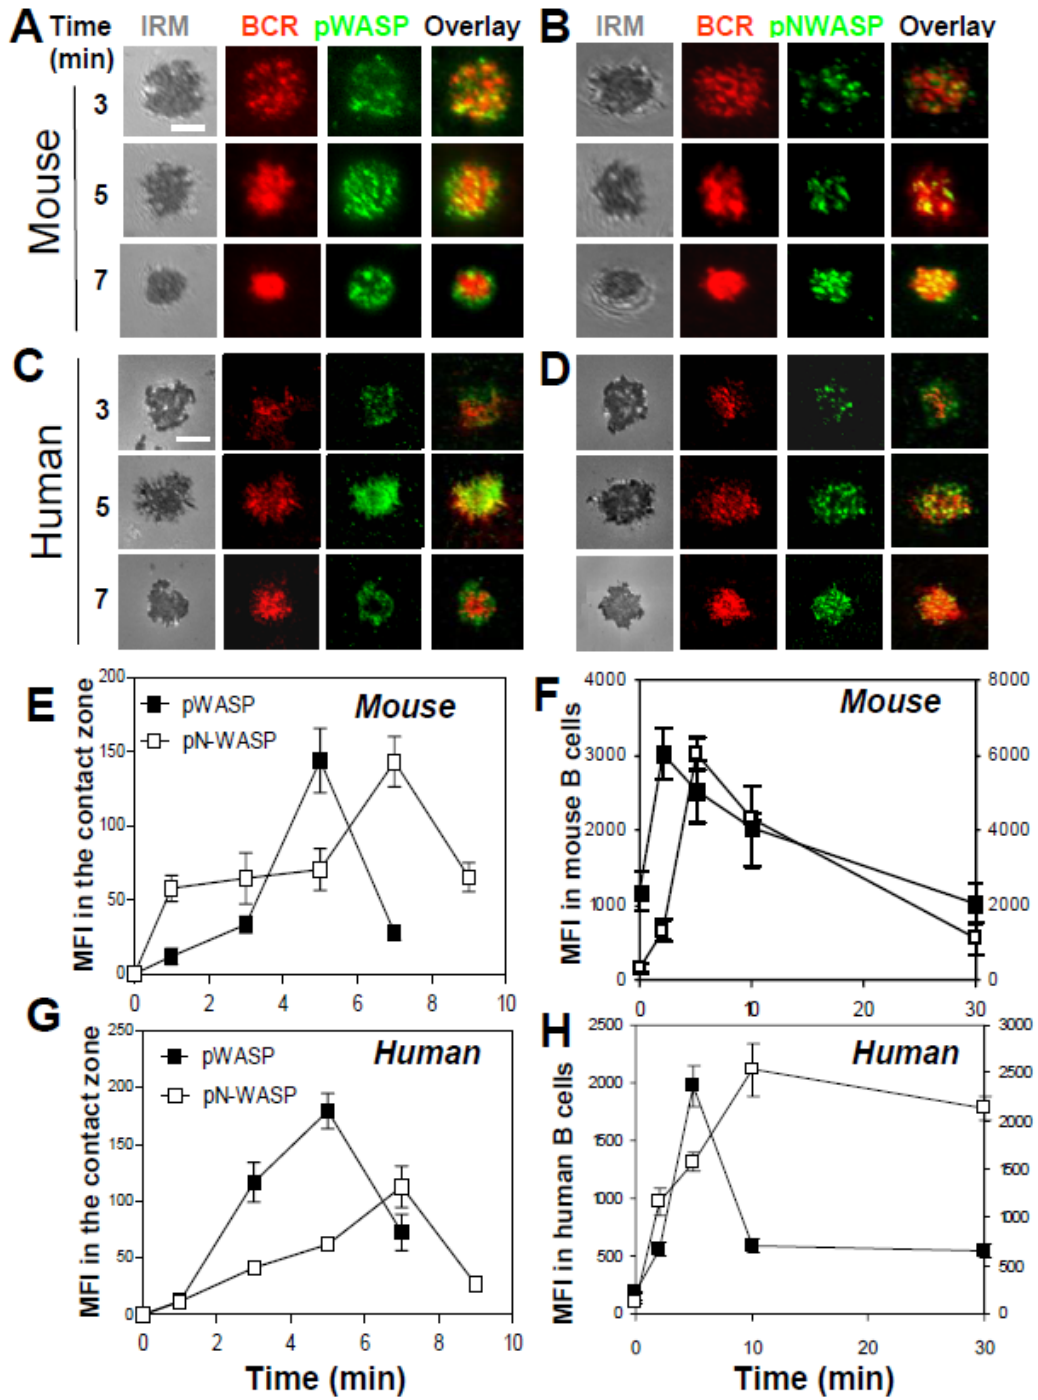 A Time (min) IRM BCR pWASP Overlay
B IRM BCR pNWASP Overlay
Mouse
3
5
7
C
D
Human
3
5
7
E
Mouse
pWASP
pN-WASP
MFI in the contact zone
200
150
100
50
0
0 2 4 6 8 10
F
Mouse
MFI in mouse B cells
4000
3000
2000
1000
0
8000
6000
4000
2000
0
0 10 20 30
G
Human
pWASP
pN-WASP
MFI in the contact zone
250
200
150
100
50
0
0 2 4 6 8 10
Time (min)
H
Human
MFI in human B cells
2500
2000
1500
1000
500
0
3000
2500
2000
1500
1000
500
0
0 10 20 30
Time (min)